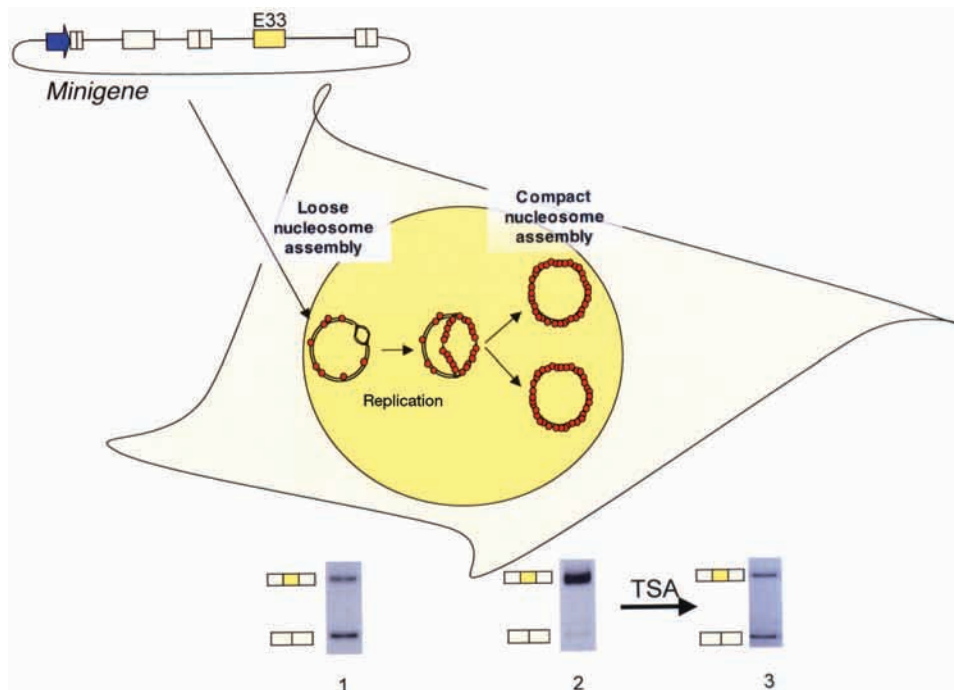 E33
Minigene
Loose
nucleosome
assembly
Compact
nucleosome
assembly
Replication
TSA
1
2
3